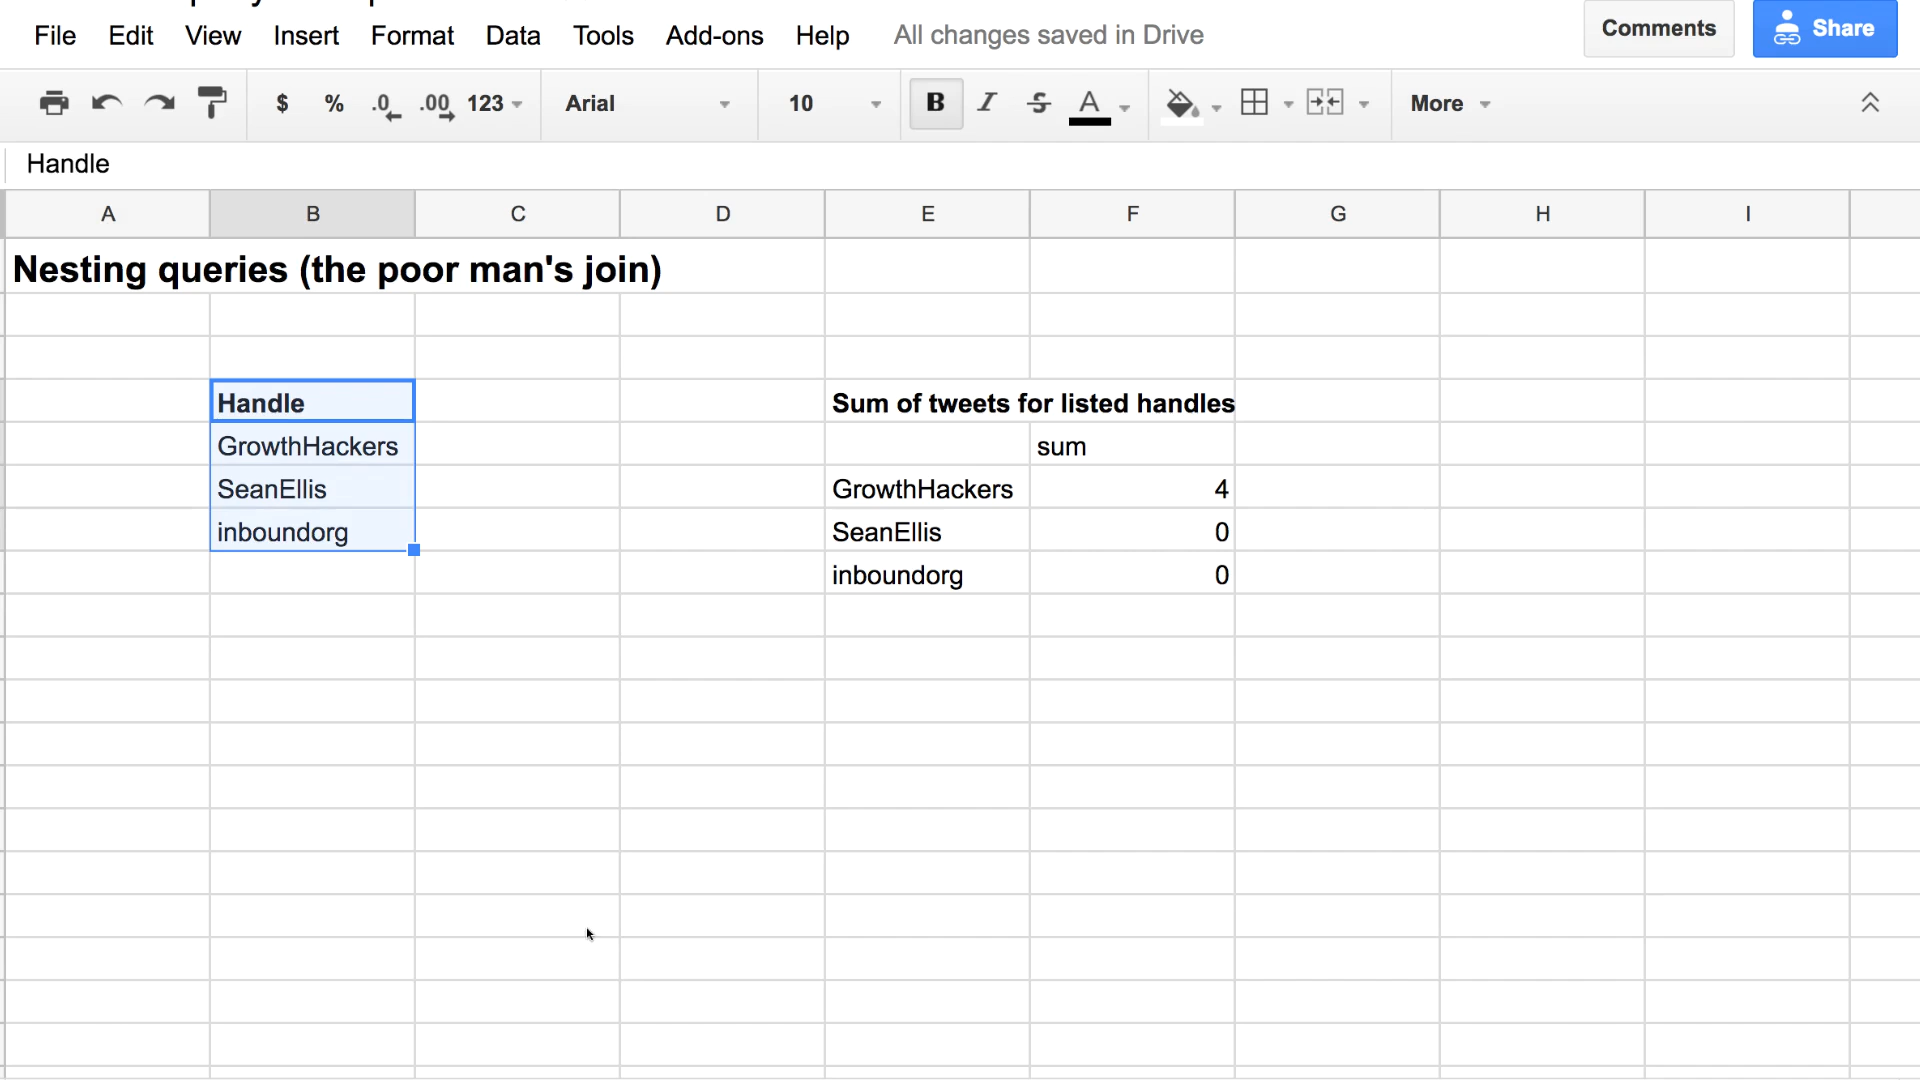 File Edit View Insert Format Data Tools Add-ons Help All changes saved in Drive Comments Share
$ % .0 .00 123 Arial 10 B I S A More
Handle
A B C D E F G H I
Nesting queries (the poor man's join)
Handle Sum of tweets for listed handles
GrowthHackers sum
SeanEllis GrowthHackers 4
inboundorg SeanEllis 0
inboundorg 0